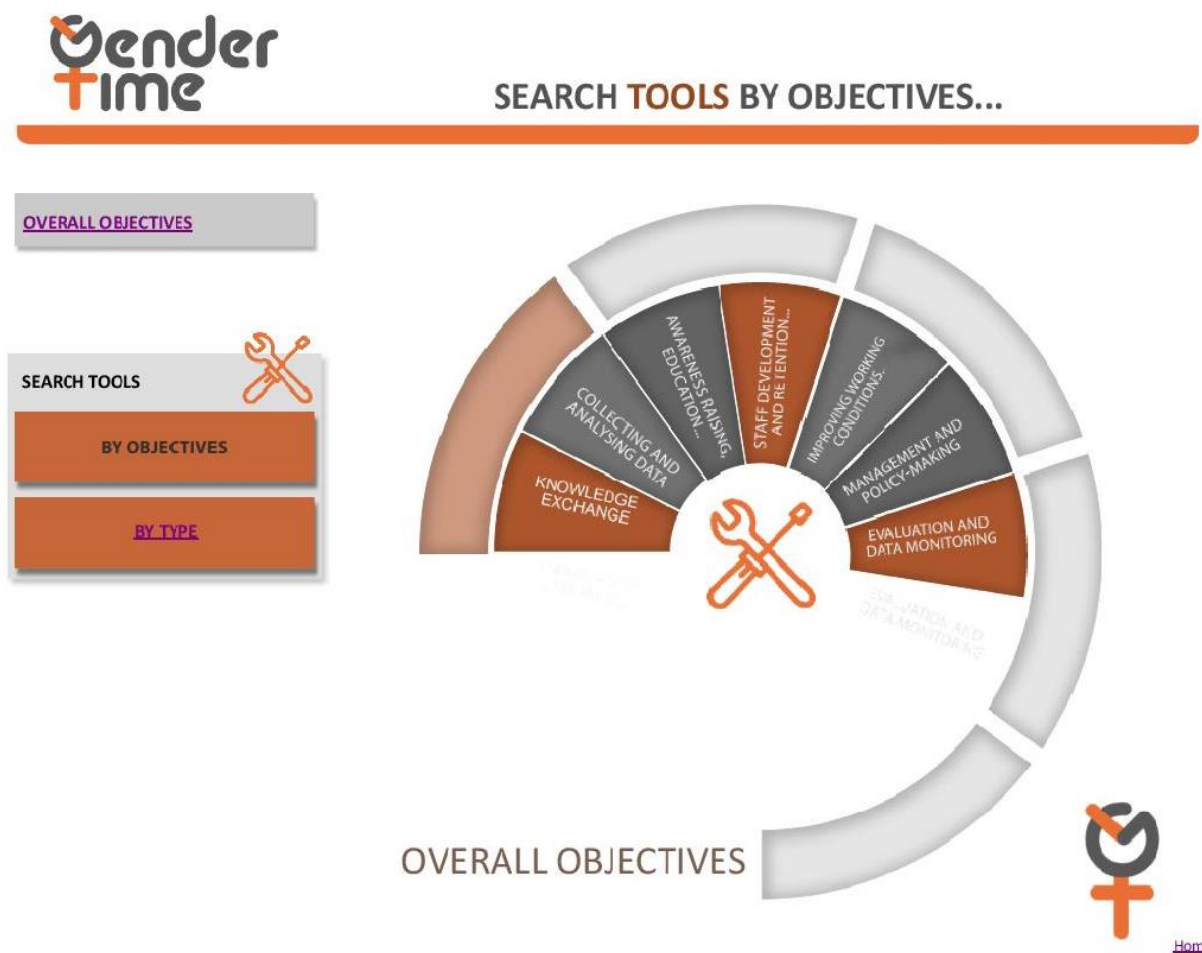 Gender
Time
SEARCH TOOLS BY OBJECTIVES...
OVERALL OBJECTIVES
SEARCH TOOLS
BY OBJECTIVES
BY TYPE
KNOWLEDGE
EXCHANGE
COLLECTING AND
ANALYSING DATA
AWARENESS RAISING,
EDUCATION...
STAFF DEVELOPMENT
AND RETENTION...
IMPROVING WORKING
CONDITIONS.
MANAGEMENT AND
POLICY-MAKING
EVALUATION AND
DATA MONITORING
EVALUATION AND
DATA MONITORING
OVERALL OBJECTIVES
Hom